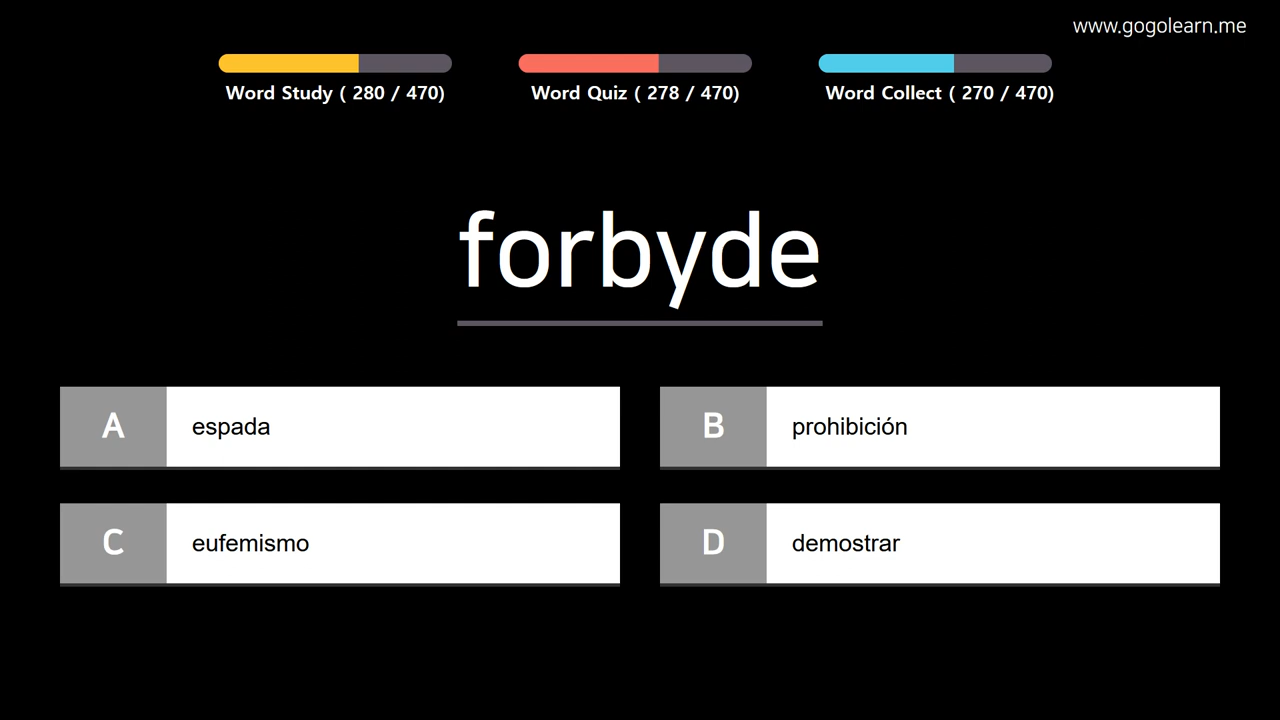 www.gogolearn.me
Word Study ( 280 / 470)
Word Quiz ( 278 / 470)
Word Collect ( 270 / 470)
forbyde
A espada
B prohibición
C eufemismo
D demostrar